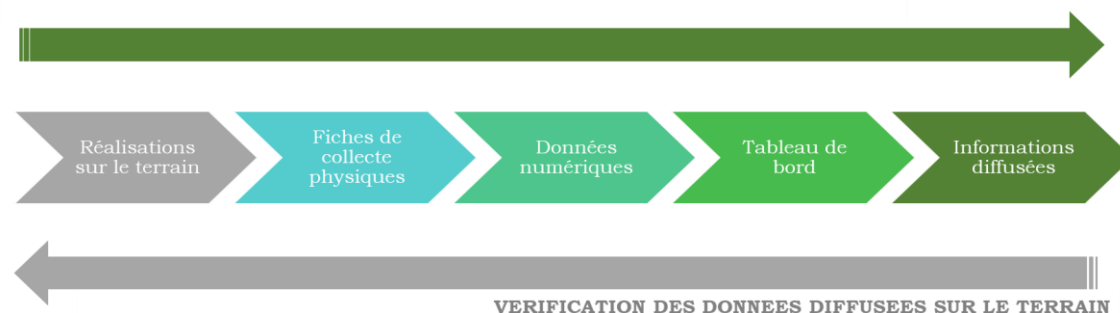 Réalisations
sur le terrain
Fiches de
collecte
physiques
Données
numériques
Tableau de
bord
Informations
diffusées
VERIFICATION DES DONNEES DIFFUSEES SUR LE TERRAIN